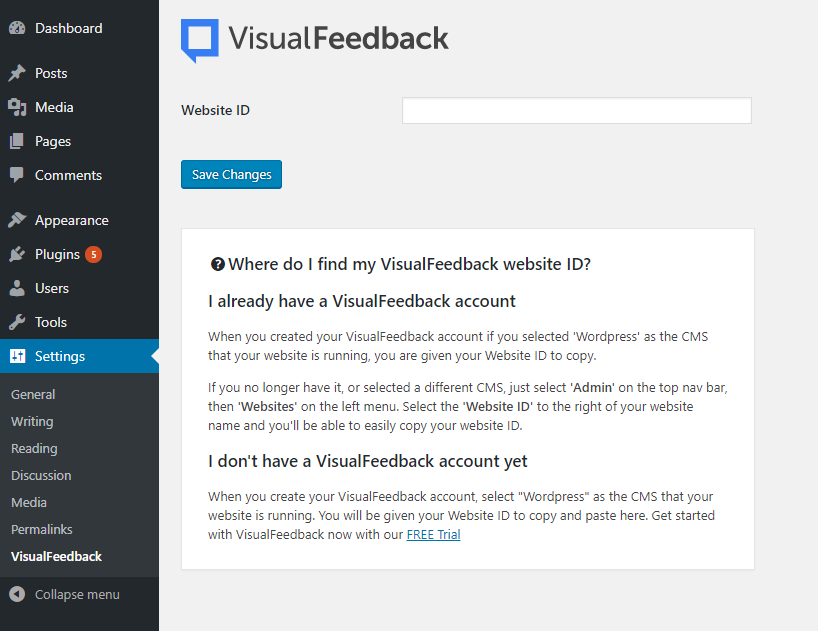 Dashboard
Posts
Media
Pages
Comments
Appearance
Plugins 5
Users
Tools
Settings
General
Writing
Reading
Discussion
Media
Permalinks
VisualFeedback
Collapse menu
VisualFeedback
Website ID
Save Changes
Where do I find my VisualFeedback website ID?
I already have a VisualFeedback account
When you created your VisualFeedback account if you selected 'Wordpress' as the CMS
that your website is running, you are given your Website ID to copy.
If you no longer have it, or selected a different CMS, just select 'Admin' on the top nav bar,
then 'Websites' on the left menu. Select the 'Website ID' to the right of your website
name and you'll be able to easily copy your website ID.
I don't have a VisualFeedback account yet
When you create your VisualFeedback account, select "Wordpress" as the CMS that your
website is running. You will be given your Website ID to copy and paste here. Get started
with VisualFeedback now with our FREE Trial